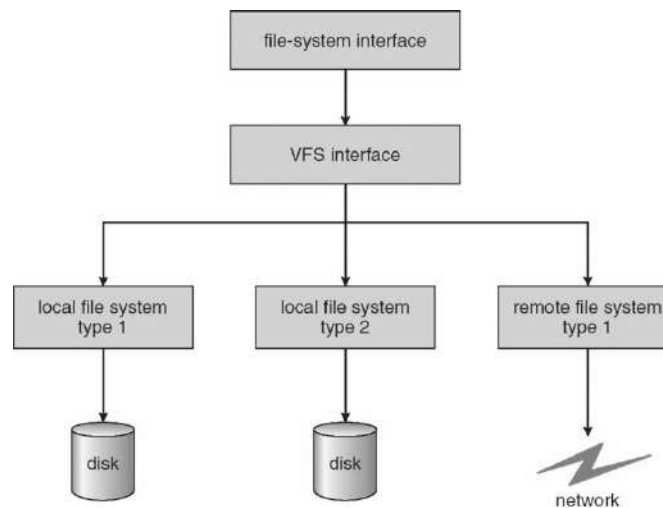 file-system interface
VFS interface
local file system
type 1
local file system
type 2
remote file system
type 1
disk
disk
network